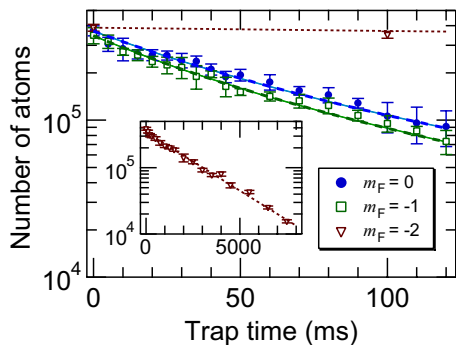 Number of atoms
10^5
10^4
10^5
10^4
0
5000
m_F = 0
m_F = -1
m_F = -2
0
50
100
Trap time (ms)